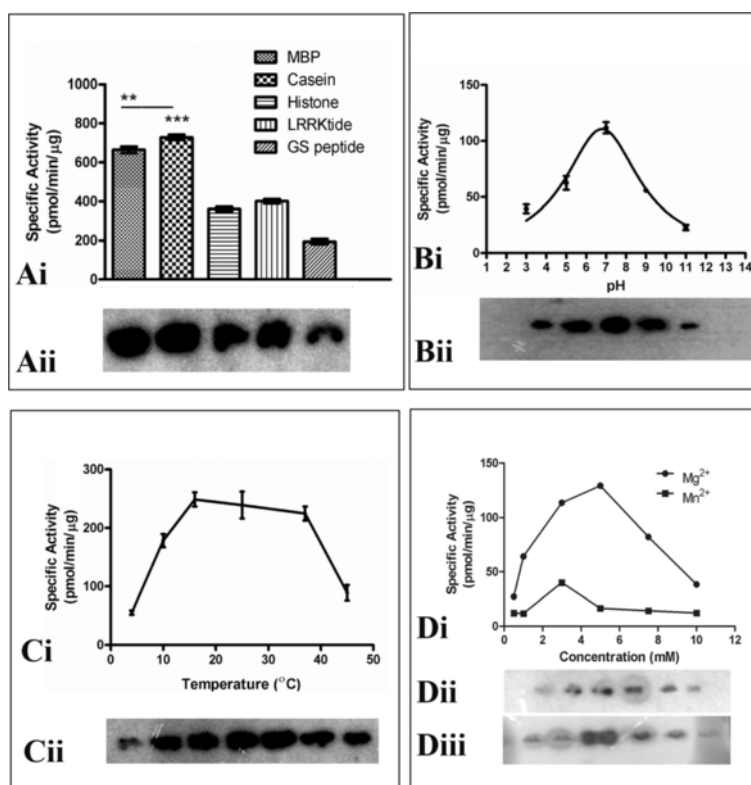 MBP
Casein
Histone
LRRKtide
GS peptide
**
***
1000
800
600
400
200
0
Specific Activity
(pmol/min/µg)
Ai
Aii
150
100
50
0
Specific Activity
(pmol/min/µg)
1 2 3 4 5 6 7 8 9 10 11 12 13 14
pH
Bi
Bii
300
200
100
0
Specific Activity
(pmol/min/µg)
0 10 20 30 40 50
Temperature (°C)
Ci
Cii
150
100
50
0
Specific Activity
(pmol/min/µg)
Mg2+
Mn2+
0 2 4 6 8 10 12
Concentration (mM)
Di
Dii
Diii